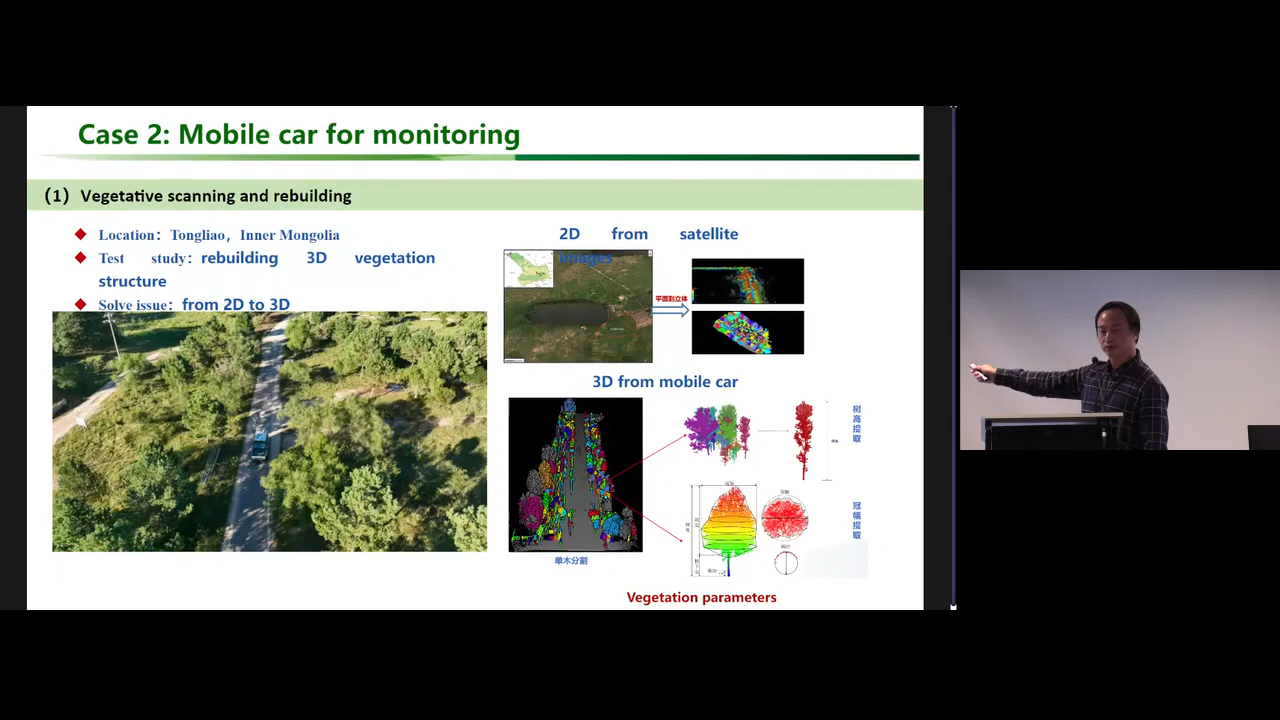 Case 2: Mobile car for monitoring
(1) Vegetative scanning and rebuilding
Location: Tongliao, Inner Mongolia
Test study: rebuilding 3D vegetation
structure
Solve issue: from 2D to 3D
2D from satellite
images
平面到立体
3D from mobile car
树高提取
冠幅提取
单木分割
Vegetation parameters